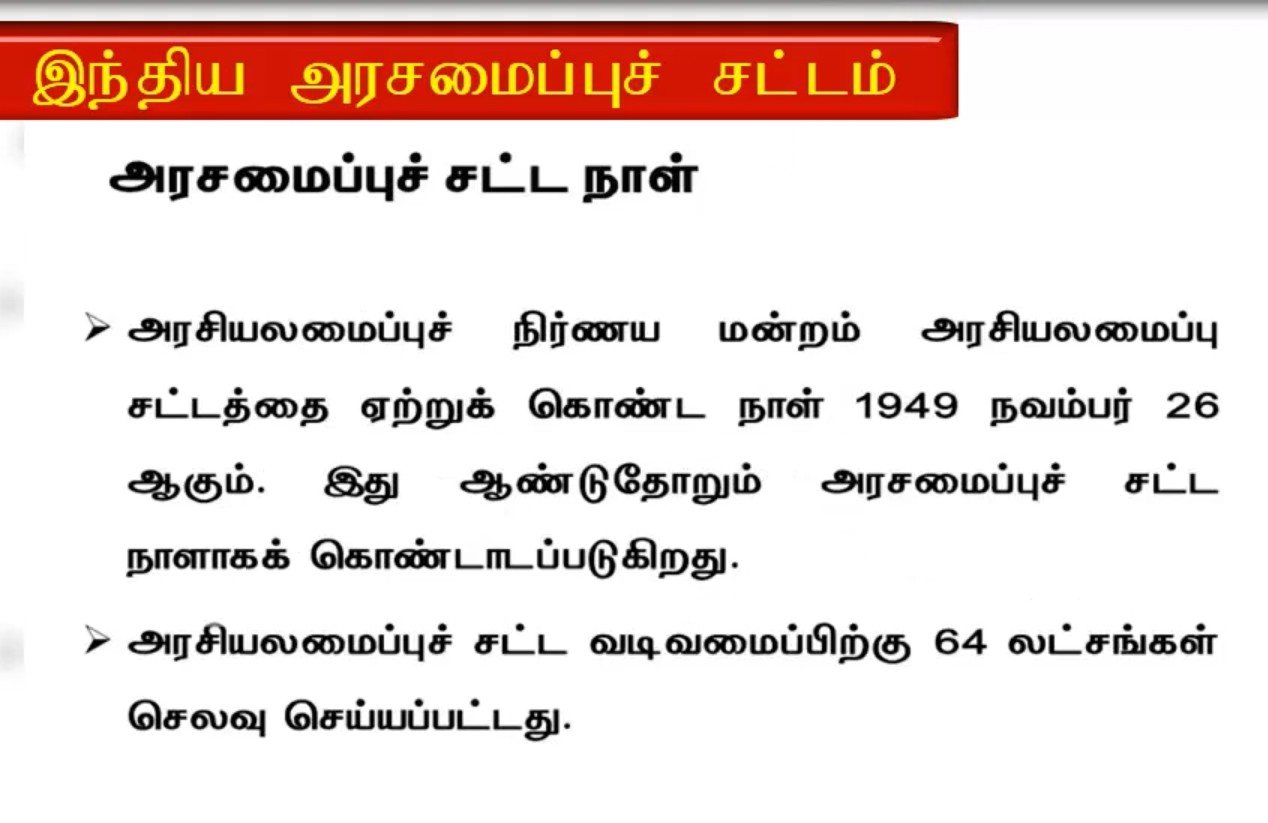 இந்திய அரசமைப்புச் சட்டம்
அரசமைப்புச் சட்ட நாள்
➢ அரசியலமைப்புச் நிர்ணய மன்றம் அரசியலமைப்பு
சட்டத்தை ஏற்றுக் கொண்ட நாள் 1949 நவம்பர் 26
ஆகும். இது ஆண்டுதோறும் அரசமைப்புச் சட்ட
நாளாகக் கொண்டாடப்படுகிறது.
➢ அரசியலமைப்புச் சட்ட வடிவமைப்பிற்கு 64 லட்சங்கள்
செலவு செய்யப்பட்டது.